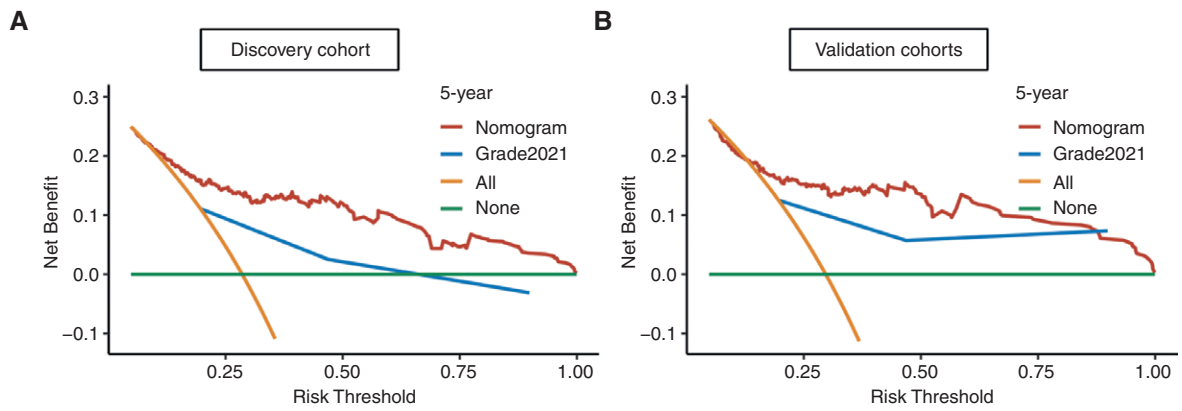 A
Discovery cohort
5-year
Nomogram
Grade2021
All
None
Net Benefit
0.3
0.2
0.1
0.0
−0.1
0.25
0.50
0.75
1.00
Risk Threshold
B
Validation cohorts
5-year
Nomogram
Grade2021
All
None
Net Benefit
0.3
0.2
0.1
0.0
−0.1
0.25
0.50
0.75
1.00
Risk Threshold